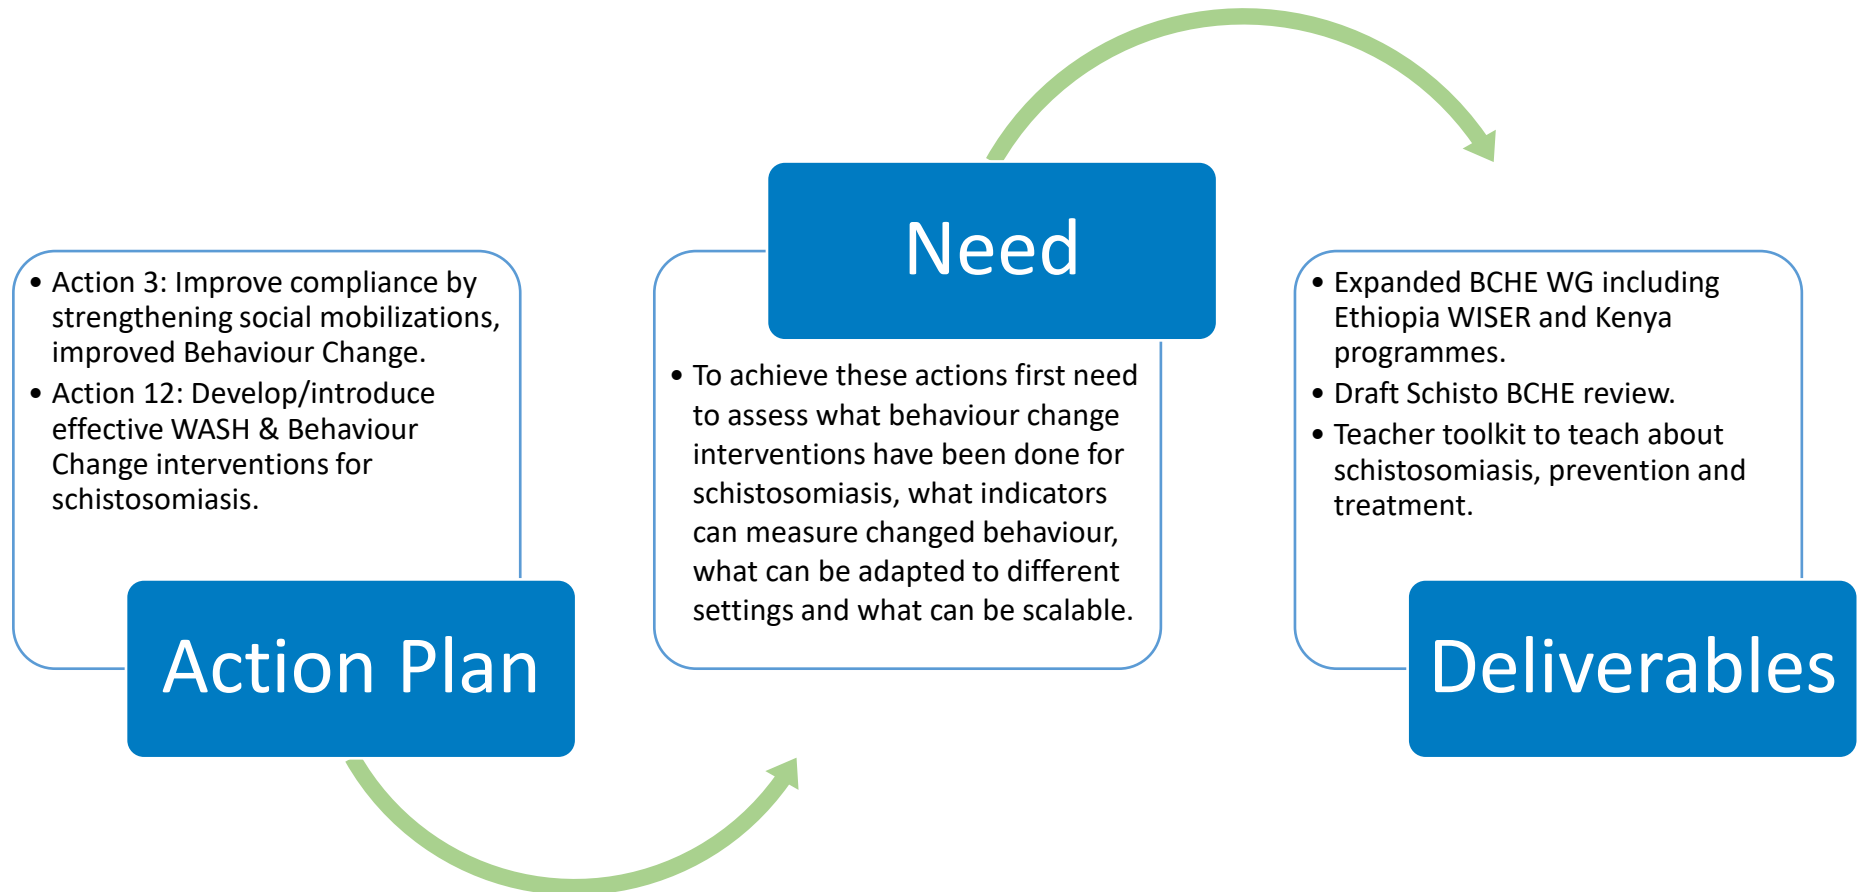 • Action 3: Improve compliance by
strengthening social mobilizations,
improved Behaviour Change.
• Action 12: Develop/introduce
effective WASH & Behaviour
Change interventions for
schistosomiasis.
Action Plan
Need
• To achieve these actions first need
to assess what behaviour change
interventions have been done for
schistosomiasis, what indicators
can measure changed behaviour,
what can be adapted to different
settings and what can be scalable.
• Expanded BCHE WG including
Ethiopia WISER and Kenya
programmes.
• Draft Schisto BCHE review.
• Teacher toolkit to teach about
schistosomiasis, prevention and
treatment.
Deliverables